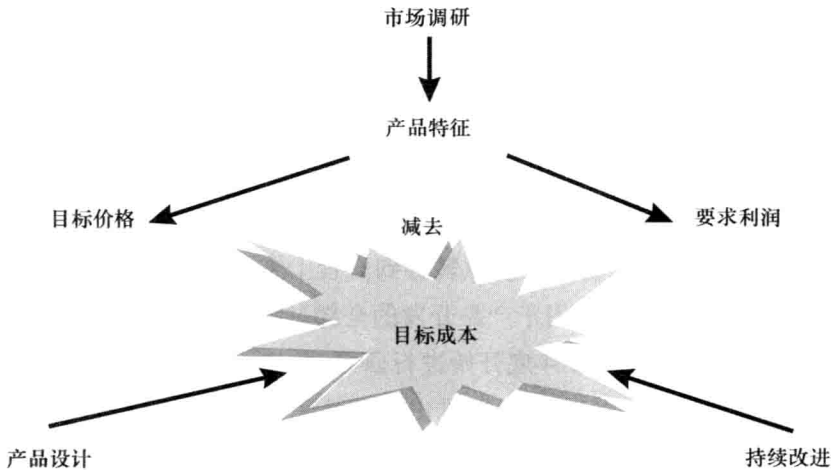 市场调研
产品特征
目标价格
减去
要求利润
目标成本
产品设计
持续改进